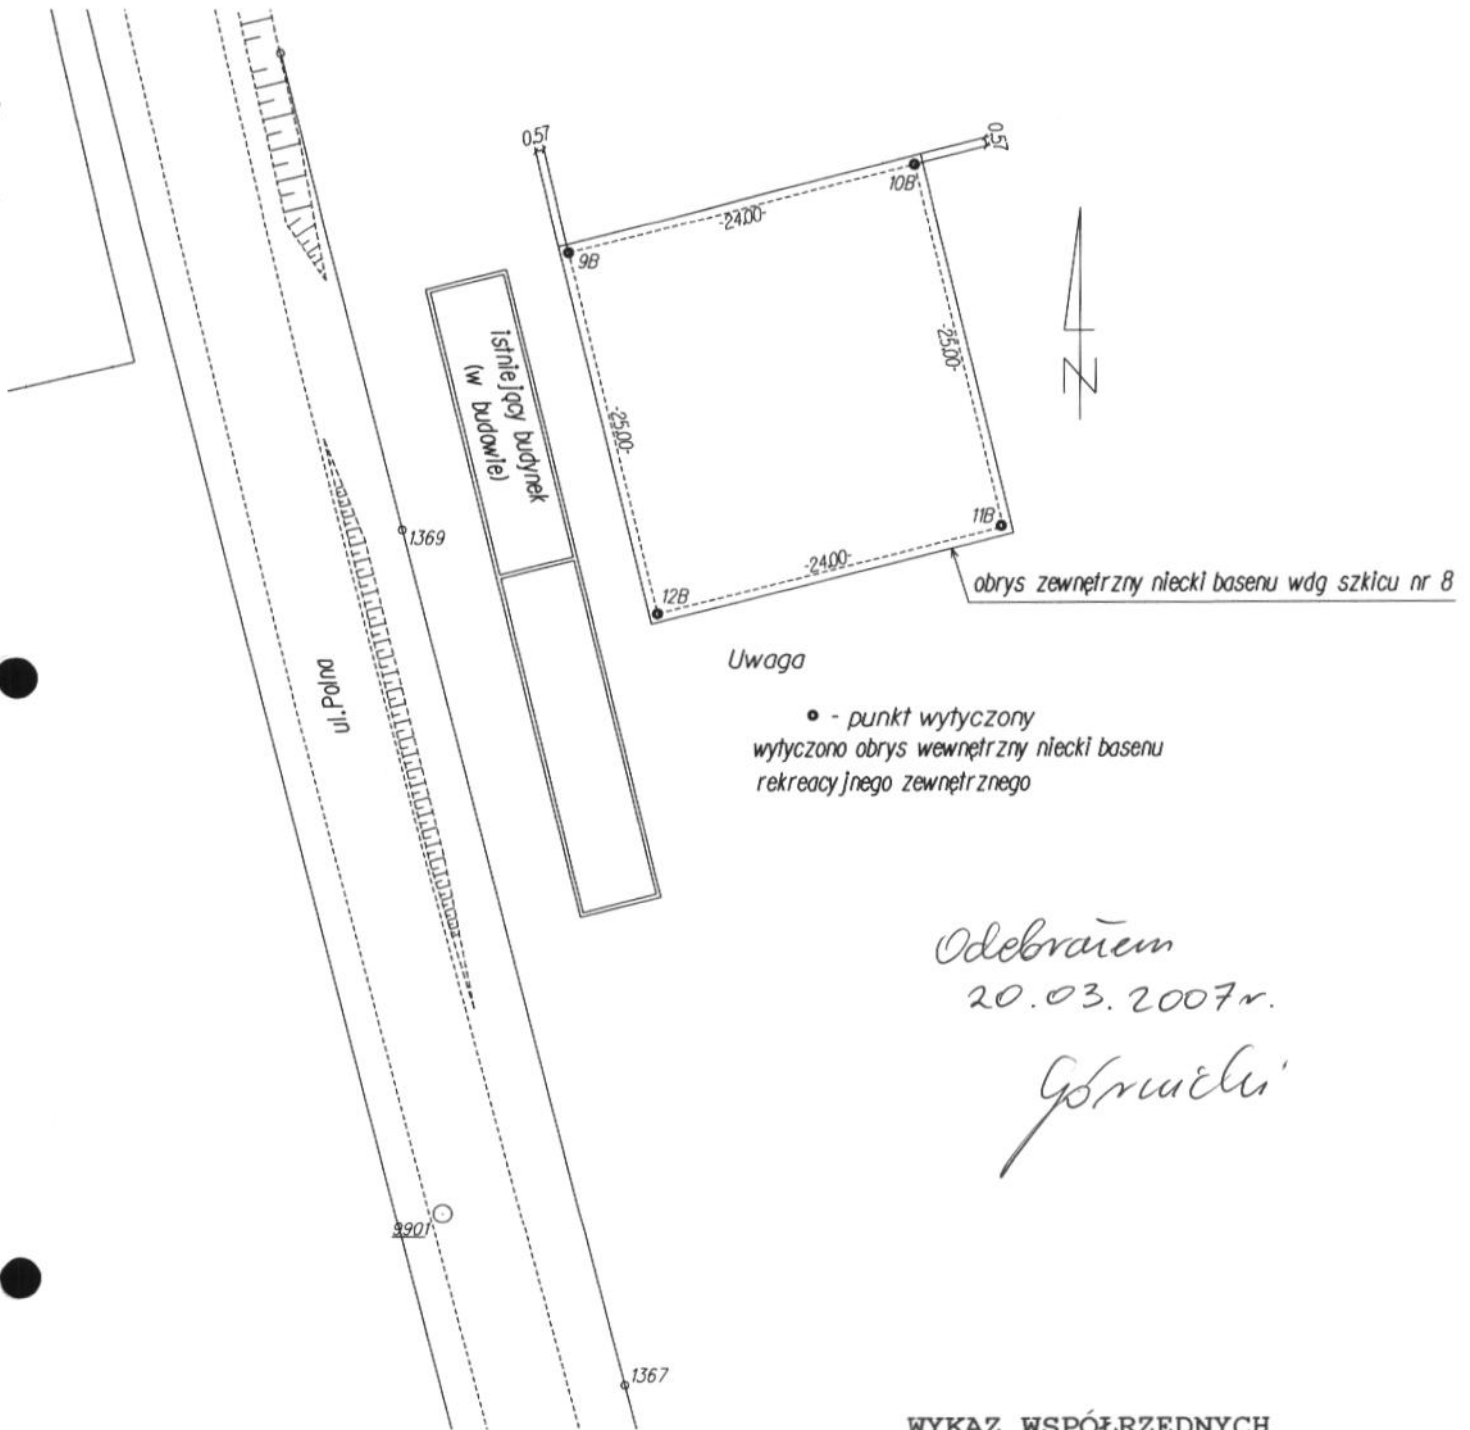 0.57
0.57
10B
-24.00-
9B
istniejący budynek
(w budowie)
-25.00-
-25.00-
N
1369
11B
-24.00-
12B
obrys zewnętrzny niecki basenu wdg szkicu nr 8
Uwaga
ul.Polna
- punkt wytyczony
wytyczono obrys wewnętrzny niecki basenu
rekreacyjnego zewnętrznego
Odebrałem
20.03.2007r.
Górnicki
9901
1367
WYKAZ WSPÓŁRZĘDNYCH